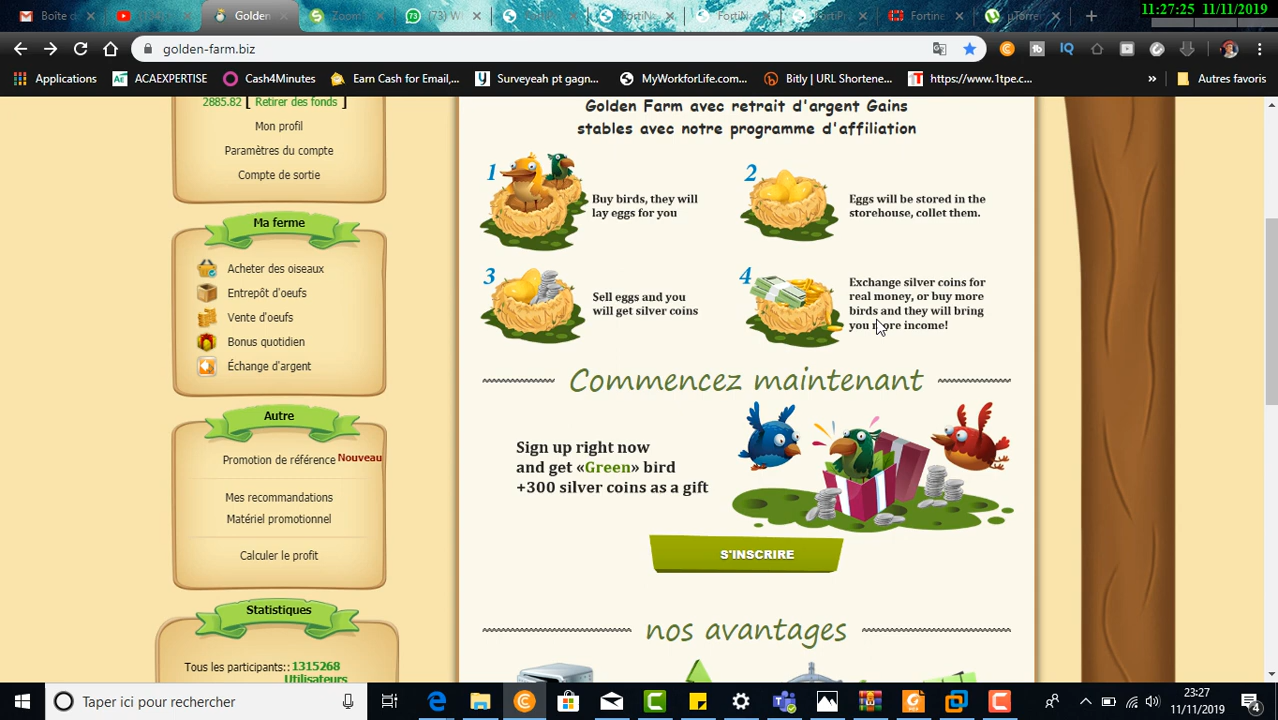 11:27:25 11/11/2019
Boîte d
Golden
Zoom
(73) W
Fortine
µTorrer
golden-farm.biz
Applications
ACAEXPERTISE
Cash4Minutes
Earn Cash for Email,...
Surveyeah pt gagn...
MyWorkforLife.com...
Bitly | URL Shortene...
https://www.1tpe.c...
»
Autres favoris
2885.82 [ Retirer des fonds ]
Mon profil
Paramètres du compte
Compte de sortie
Ma ferme
Acheter des oiseaux
Entrepôt d'oeufs
Vente d'oeufs
Bonus quotidien
Échange d'argent
Autre
Promotion de référence Nouveau
Mes recommandations
Matériel promotionnel
Calculer le profit
Statistiques
Tous les participants:: 1315268
Utilisateurs
Golden Farm avec retrait d'argent Gains
stables avec notre programme d'affiliation
1
Buy birds, they will
lay eggs for you
2
Eggs will be stored in the
storehouse, collet them.
3
Sell eggs and you
will get silver coins
4
Exchange silver coins for
real money, or buy more
birds and they will bring
you more income!
Commencez maintenant
Sign up right now
and get «Green» bird
+300 silver coins as a gift
S'INSCRIRE
nos avantages
Taper ici pour rechercher
23:27
11/11/2019
4